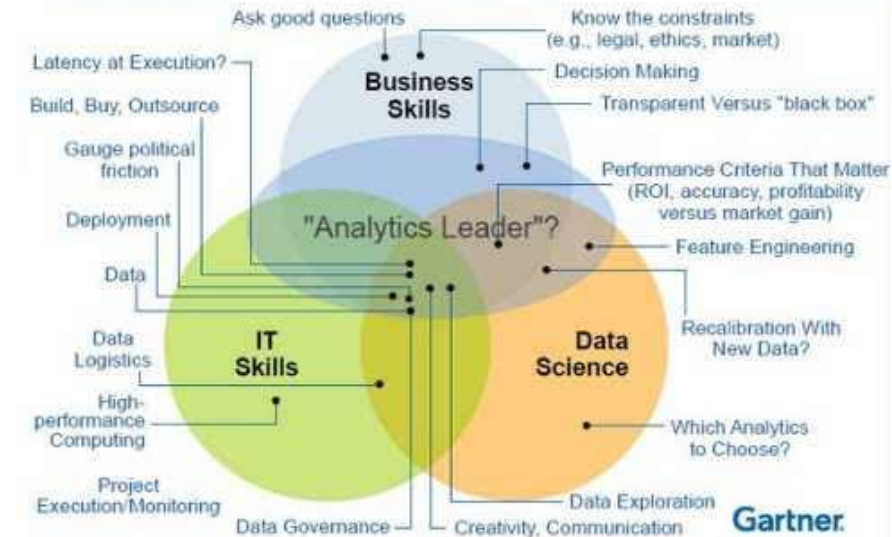 Ask good questions
Know the constraints
(e.g., legal, ethics, market)
Latency at Execution?
Business
Skills
Decision Making
Build, Buy, Outsource
Transparent Versus "black box"
Gauge political
friction
Performance Criteria That Matter
(ROI, accuracy, profitability
versus market gain)
Deployment
"Analytics Leader"?
Feature Engineering
Data
Data
Logistics
IT
Skills
Data
Science
Recalibration With
New Data?
High-
performance
Computing
Which Analytics
to Choose?
Project
Execution/Monitoring
Data Exploration
Data Governance
Creativity, Communication
Gartner